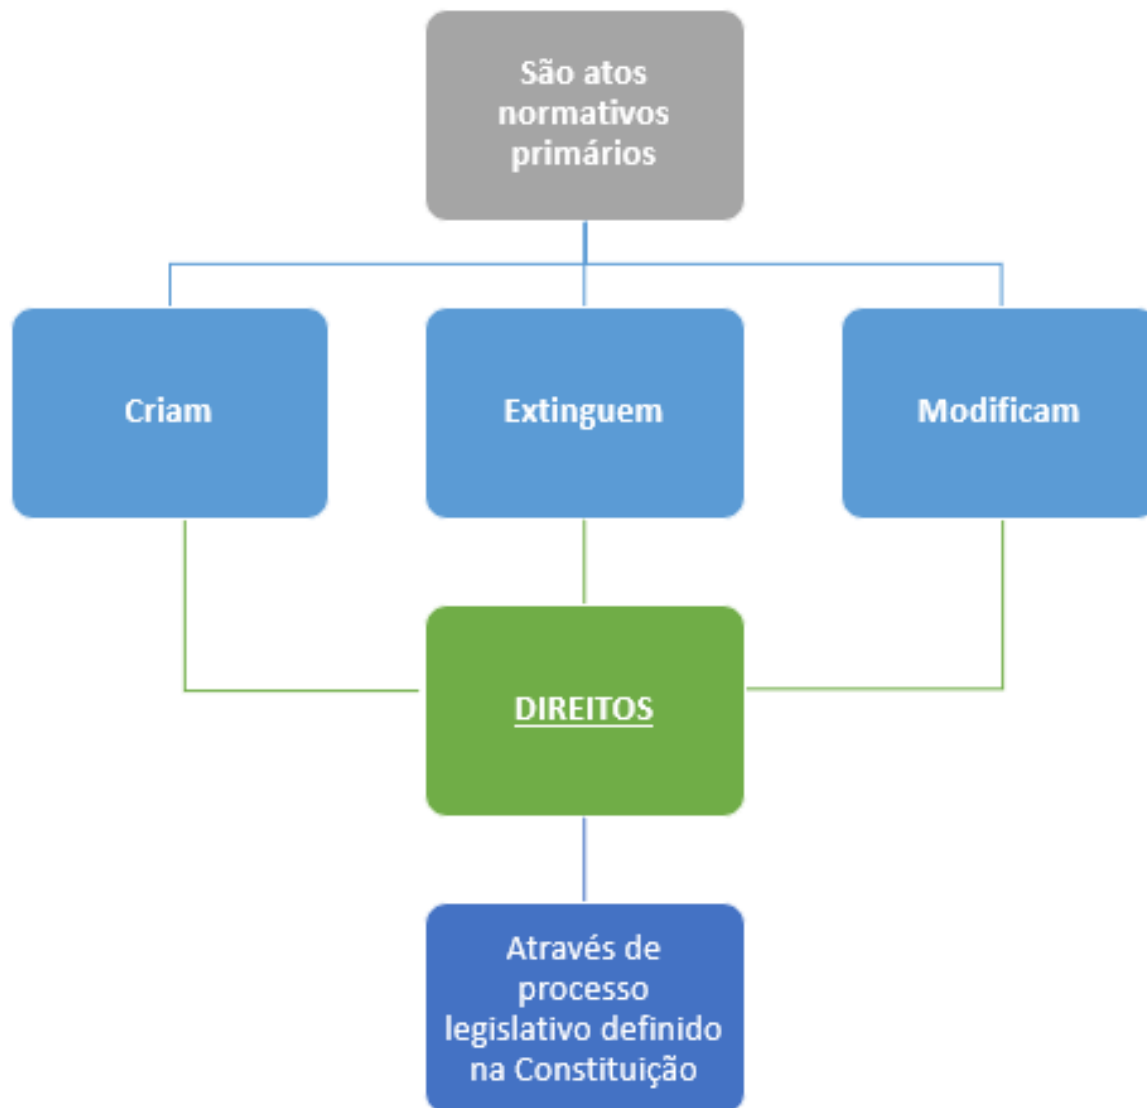 São atos
normativos
primários
Criam
Extinguem
Modificam
DIREITOS
Através de
processo
legislativo definido
na Constituição